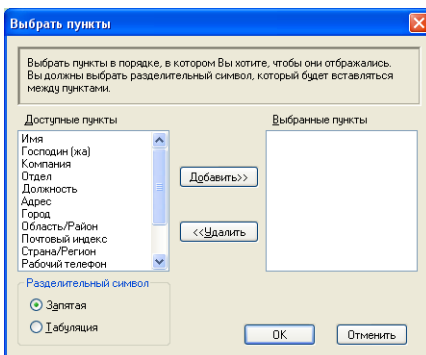 Выбрать пункты
Выбрать пункты в порядке, в котором Вы хотите, чтобы они отбражались.
Вы должны выбрать разделительный символ, который будет вставляться
между пунктами.
Доступные пункты
Выбранные пункты
Имя
Господин (жа)
Компания
Отдел
Должность
Адрес
Город
Область/Район
Почтовый индекс
Страна/Регион
Рабочий телефон
Добавить>>
<<Удалить
Разделительный символ
Запятая
Табуляция
OK
Отменить